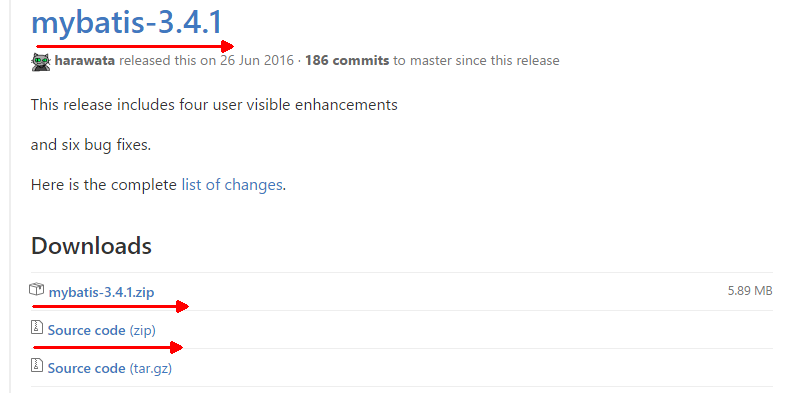 mybatis-3.4.1
harawata released this on 26 Jun 2016 · 186 commits to master since this release
This release includes four user visible enhancements
and six bug fixes.
Here is the complete list of changes.
Downloads
mybatis-3.4.1.zip 5.89 MB
Source code (zip)
Source code (tar.gz)